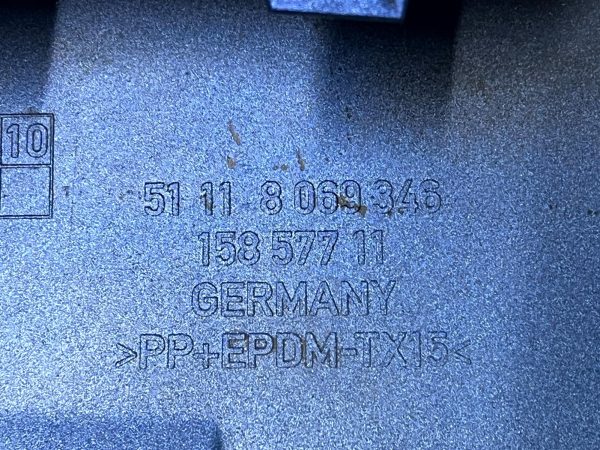 10
51 11 8 069 346
158 577 11
GERMANY
>PP+EPDM-TX15<